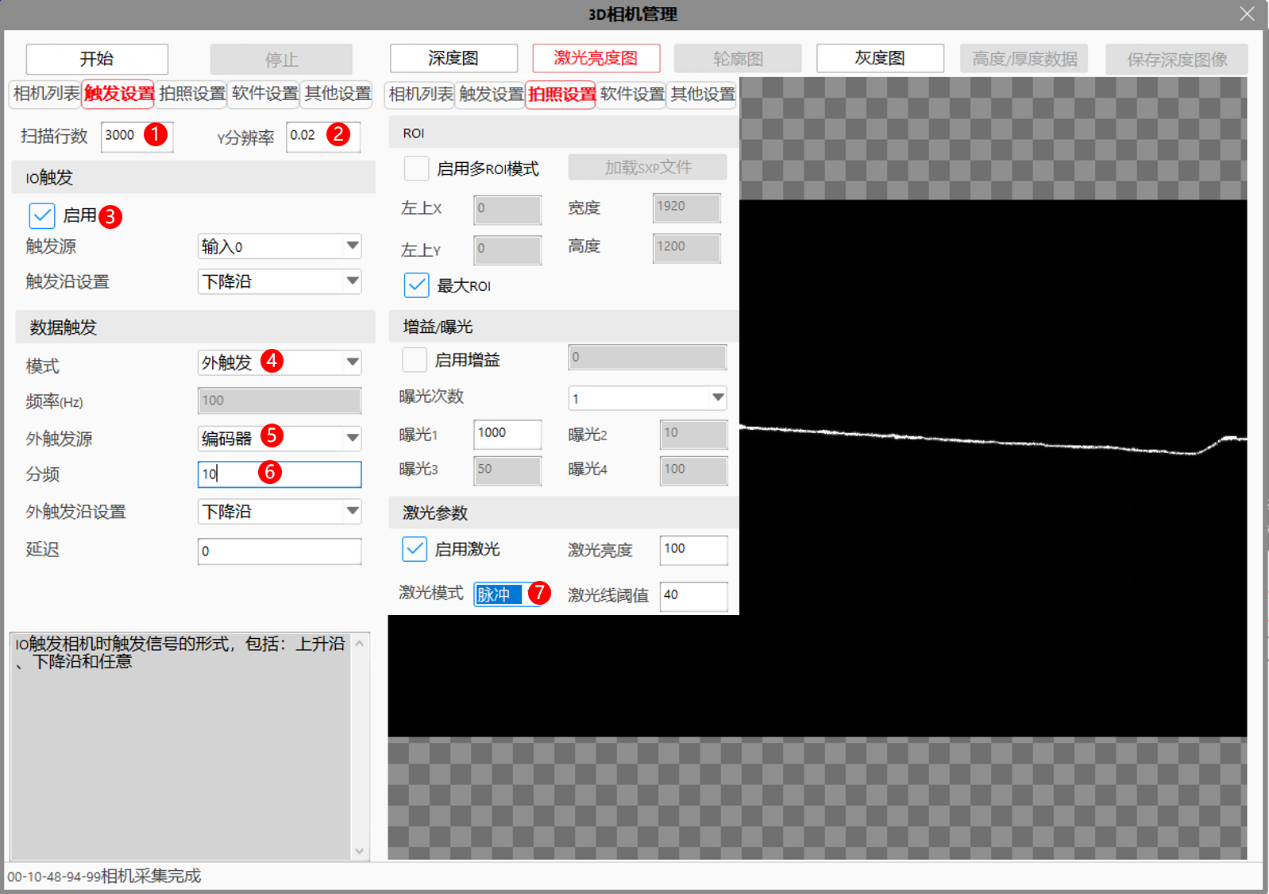 3D相机管理
开始 停止 深度图 激光亮度图 轮廓图 灰度图 高度/厚度数据 保存深度图像
相机列表 触发设置 拍照设置 软件设置 其他设置
扫描行数 3000 1 Y分辨率 0.02 2
IO触发
启用 3
触发源 输入0
触发沿设置 下降沿
数据触发
模式 外触发 4
频率(Hz) 100
外触发源 编码器 5
分频 10 6
外触发沿设置 下降沿
延迟 0
IO触发相机时触发信号的形式，包括：上升沿
、下降沿和任意
相机列表 触发设置 拍照设置 软件设置 其他设置
ROI
启用多ROI模式 加载SXP文件
左上X 0 宽度 1920
左上Y 0 高度 1200
最大ROI
增益/曝光
启用增益 0
曝光次数 1
曝光1 1000 曝光2 10
曝光3 50 曝光4 100
激光参数
启用激光 激光亮度 100
激光模式 脉冲 7 激光线阈值 40
00-10-48-94-99相机采集完成